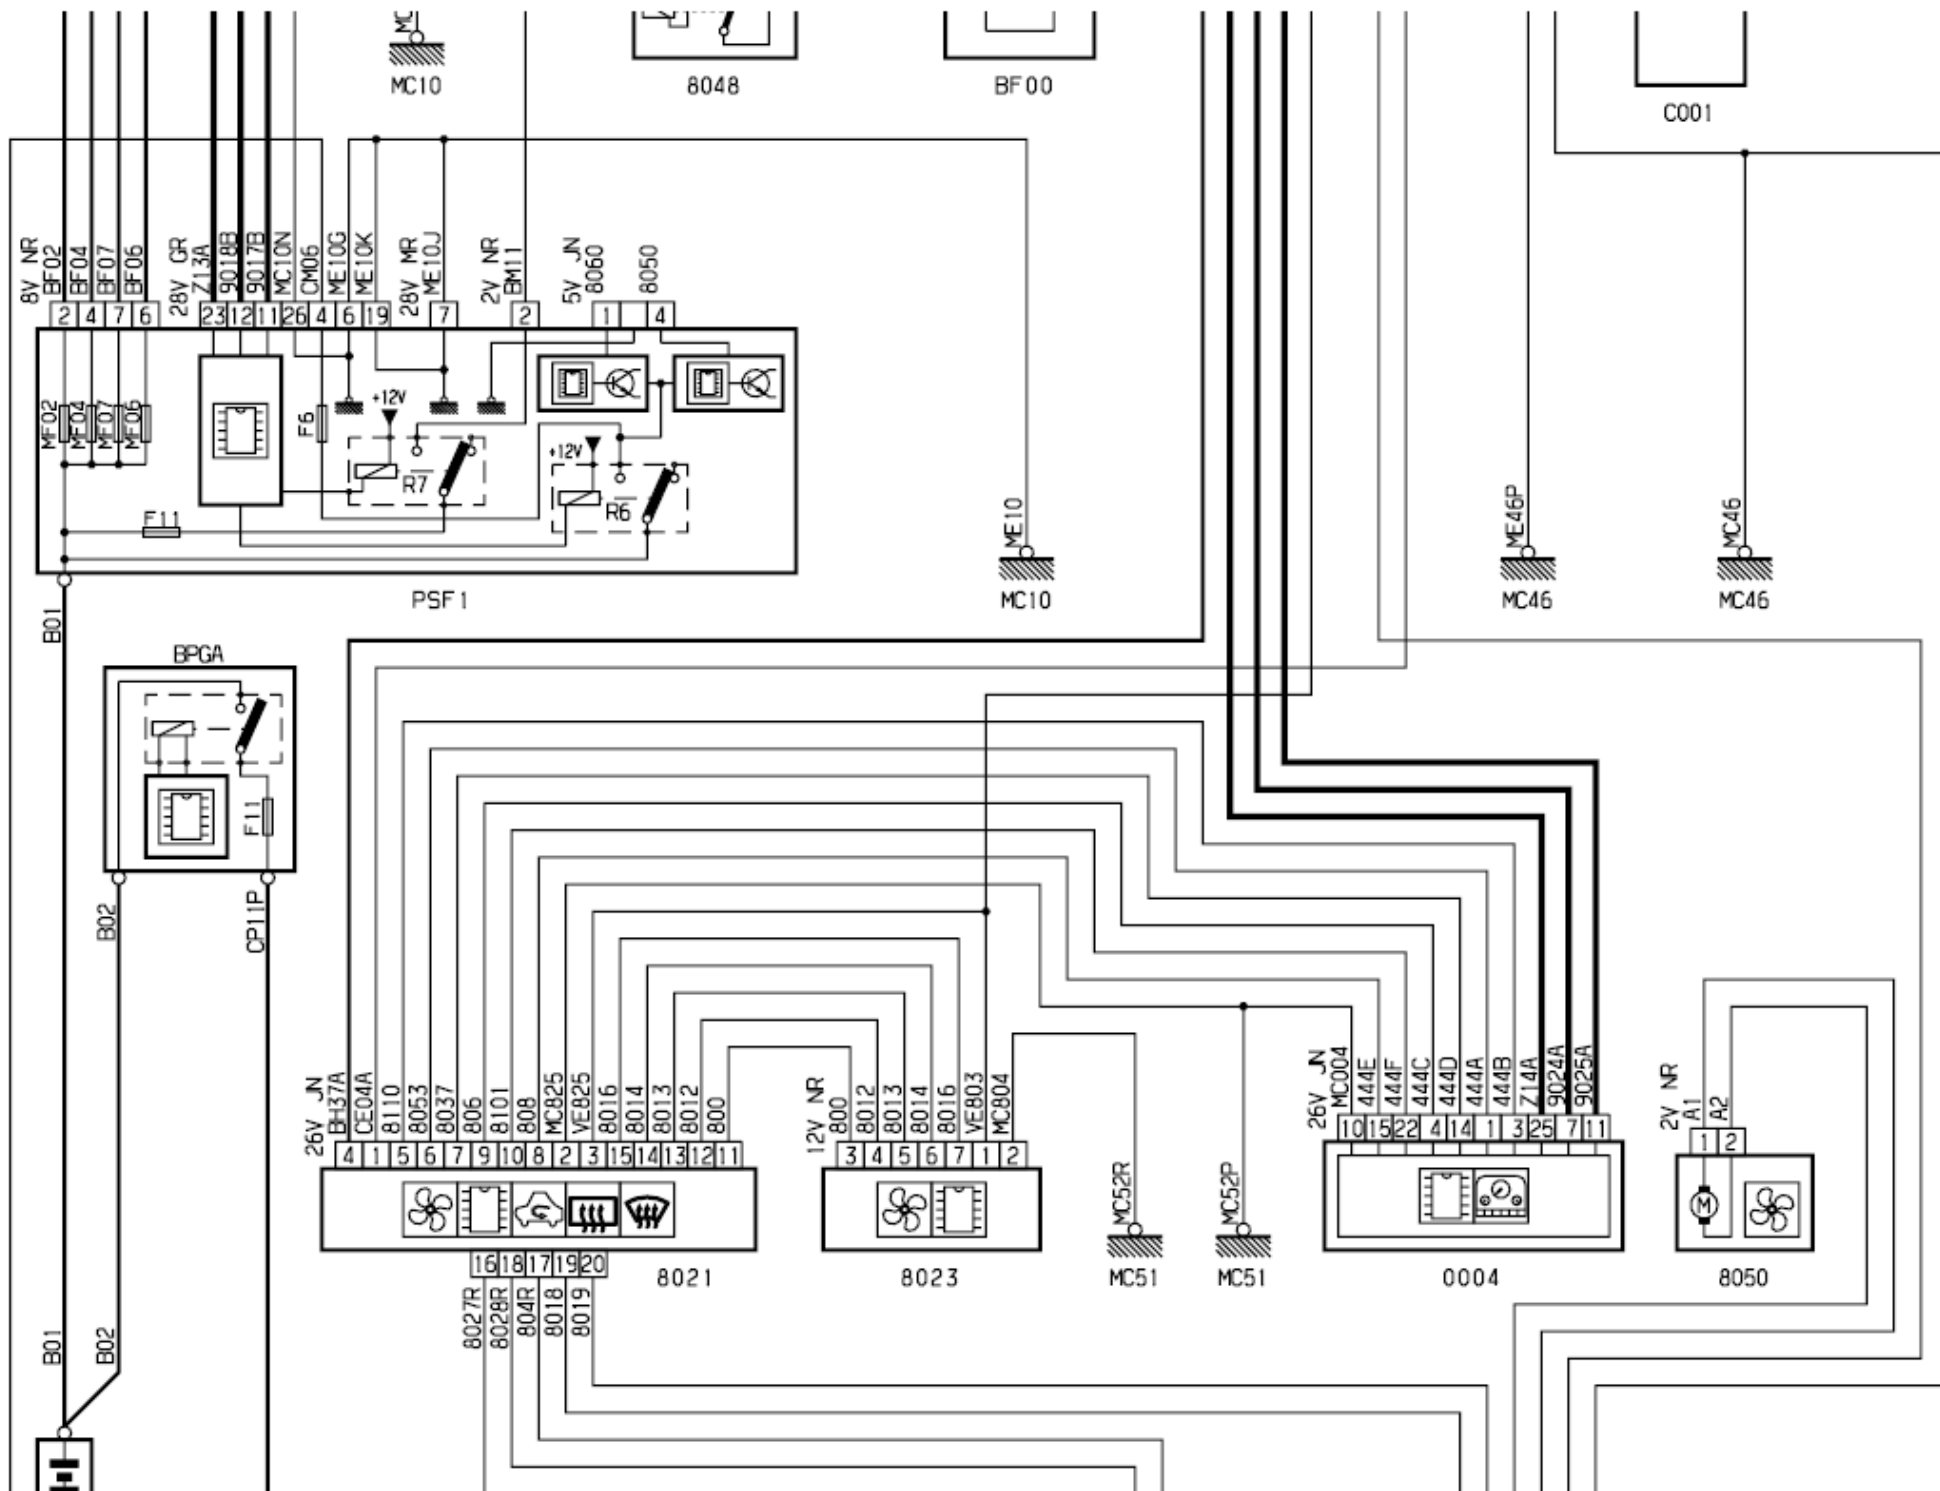 MC10
8048
BF00
C001
8V NR
BF02
BF04
BF07
BF06
28V GR
Z13A
9018B
9017B
MC10N
CM06
ME10G
ME10K
28V MR
ME10J
2V NR
BM11
5V JN
8060
8050
2 4 7 6
23 12 11 26 4 6 19
7
2
1 4
MF02
MF04
MF07
MF06
F6
+12V
R7
+12V
R6
F11
PSF1
ME10
MC10
ME46P
MC46
MC46
MC46
B01
BPGA
F11
B02
CP11P
B01
B02
26V JN
BH37A
CE04A
8110
8053
8037
806
8101
808
MC825
VE825
8016
8014
8013
8012
800
4 1 5 6 7 9 10 8 2 3 15 14 13 12 11
16 18 17 19 20
8021
8027R
8028R
804R
8018
8019
12V NR
800
8012
8013
8014
8016
VE803
MC804
3 4 5 6 7 1 2
8023
MC52R
MC51
MC52P
MC51
26V JN
MC004
444E
444F
444C
444D
444A
444B
Z14A
9024A
9025A
10 15 22 4 14 1 3 25 7 11
0004
2V NR
A1
A2
1 2
M
8050